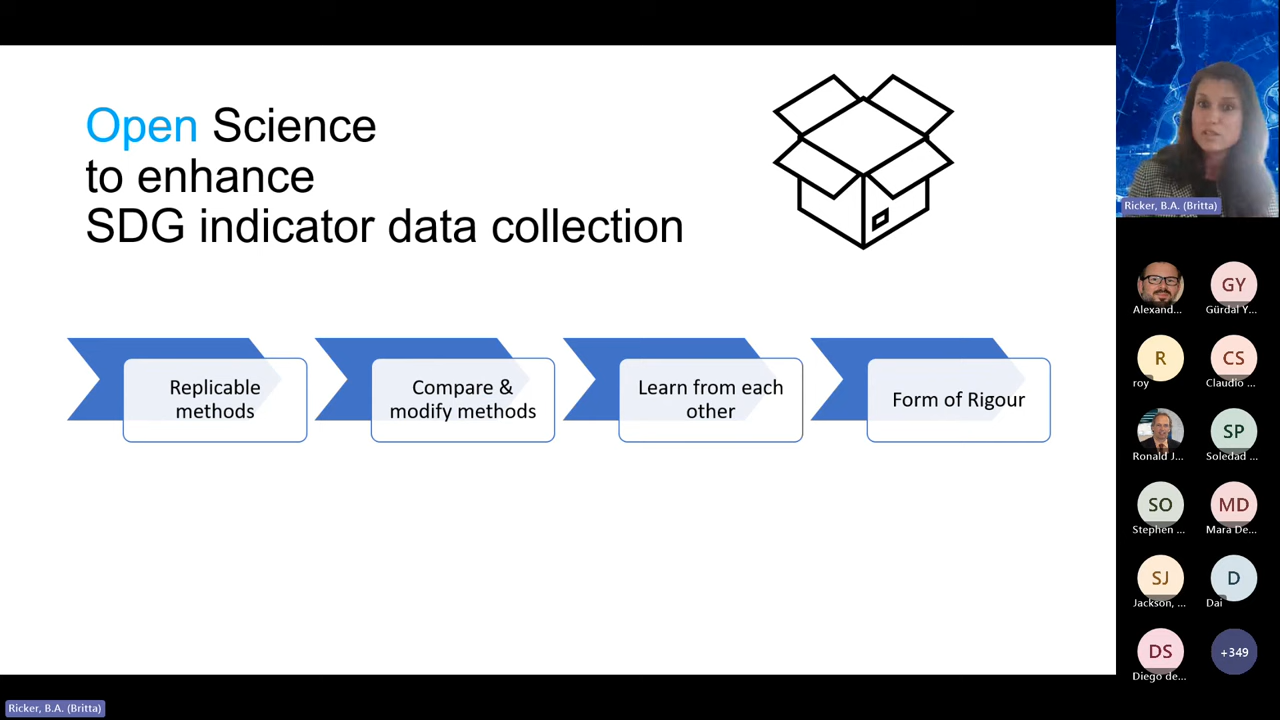 Open Science
to enhance
SDG indicator data collection
Replicable
methods
Compare &
modify methods
Learn from each
other
Form of Rigour
Ricker, B.A. (Britta)
Alexand...
GY
Gürdal Y...
R
roy
CS
Claudio ...
Ronald J...
SP
Soledad ...
SO
Stephen ...
MD
Mara De...
SJ
Jackson, ...
D
Dai
DS
Diego de...
+349
Ricker, B.A. (Britta)